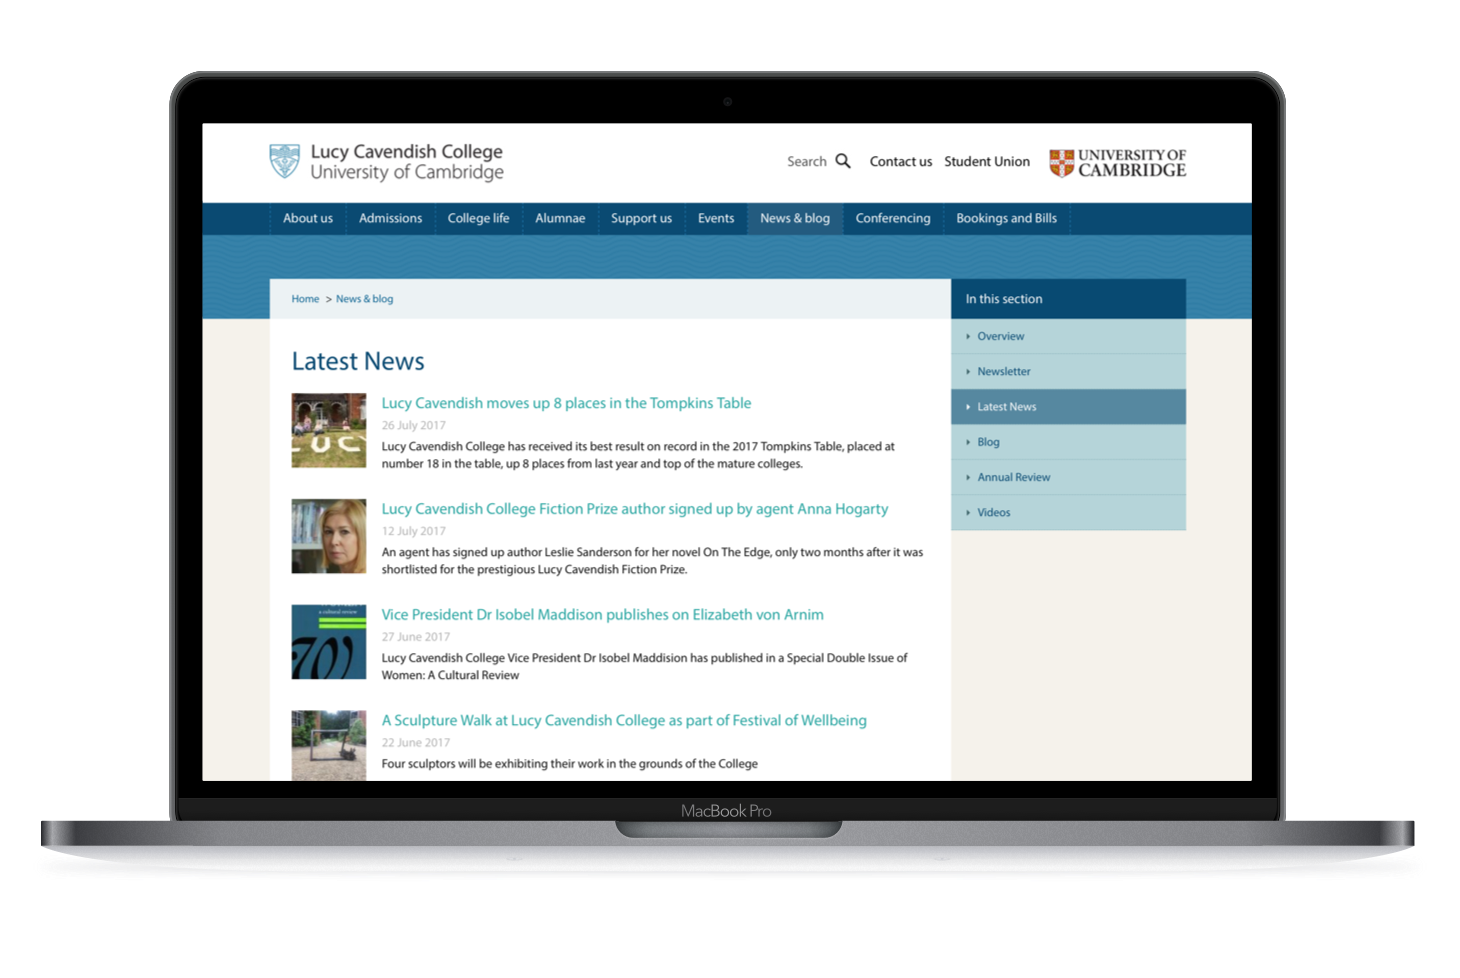 Lucy Cavendish College
University of Cambridge
Search
Contact us
Student Union
UNIVERSITY OF
CAMBRIDGE
About us
Admissions
College life
Alumnae
Support us
Events
News & blog
Conferencing
Bookings and Bills
Home > News & blog
Latest News
Lucy Cavendish moves up 8 places in the Tompkins Table
26 July 2017
Lucy Cavendish College has received its best result on record in the 2017 Tompkins Table, placed at
number 18 in the table, up 8 places from last year and top of the mature colleges.
LUCY
Lucy Cavendish College Fiction Prize author signed up by agent Anna Hogarty
12 July 2017
An agent has signed up author Leslie Sanderson for her novel On The Edge, only two months after it was
shortlisted for the prestigious Lucy Cavendish Fiction Prize.
a cultural review
Vice President Dr Isobel Maddison publishes on Elizabeth von Arnim
27 June 2017
Lucy Cavendish College Vice President Dr Isobel Maddision has published in a Special Double Issue of
Women: A Cultural Review
A Sculpture Walk at Lucy Cavendish College as part of Festival of Wellbeing
22 June 2017
Four sculptors will be exhibiting their work in the grounds of the College
In this section
Overview
Newsletter
Latest News
Blog
Annual Review
Videos
MacBook Pro